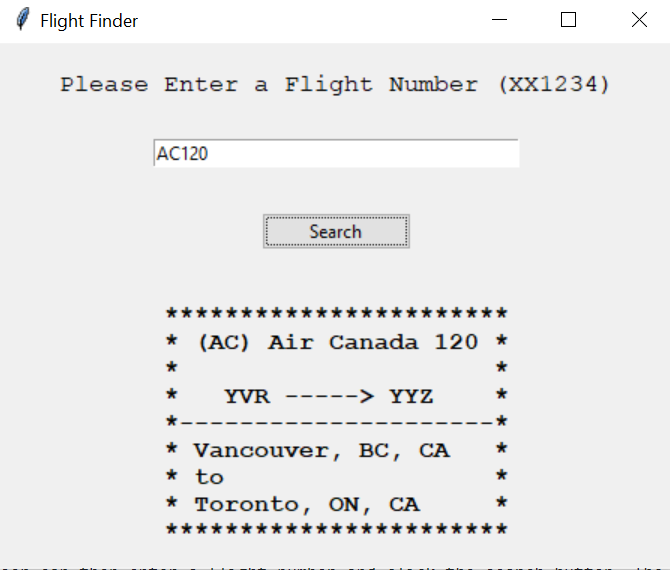 Flight Finder
Please Enter a Flight Number (XX1234)
AC120
Search
***********************
* (AC) Air Canada 120 *
*                     *
*   YVR -----> YYZ    *
*---------------------*
* Vancouver, BC, CA   *
* to                  *
* Toronto, ON, CA     *
***********************